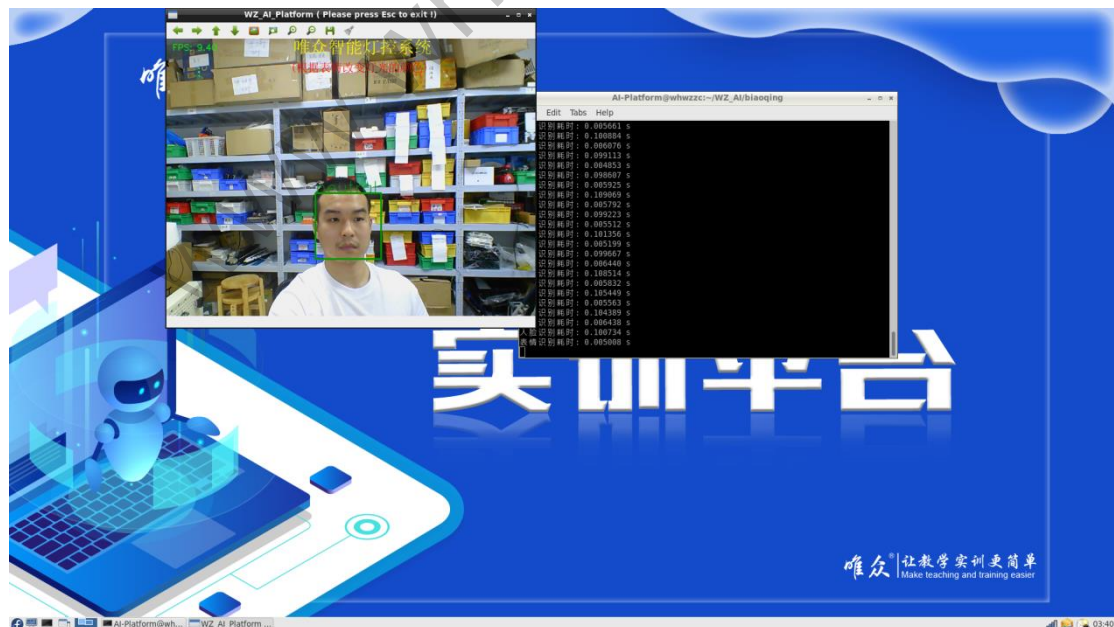 WZ_AI_Platform ( Please press Esc to exit !)
FPS: 9.40
唯众智能灯控系统
AI-Platform@whwzzc:~/WZ_AI/biaoqing
Edit Tabs Help
识别耗时: 0.005661 s
识别耗时: 0.100884 s
识别耗时: 0.006076 s
识别耗时: 0.099113 s
识别耗时: 0.004853 s
识别耗时: 0.098607 s
识别耗时: 0.005925 s
识别耗时: 0.109069 s
识别耗时: 0.005792 s
识别耗时: 0.099223 s
识别耗时: 0.005512 s
识别耗时: 0.101356 s
识别耗时: 0.005199 s
识别耗时: 0.099667 s
识别耗时: 0.006440 s
识别耗时: 0.108514 s
识别耗时: 0.005832 s
识别耗时: 0.105449 s
识别耗时: 0.005563 s
识别耗时: 0.104389 s
识别耗时: 0.006438 s
人脸识别耗时: 0.100734 s
表情识别耗时: 0.005008 s
实训平台
唯众® 让教学实训更简单
Make teaching and training easier
AI-Platform@wh...
WZ_AI_Platform ...
03:40